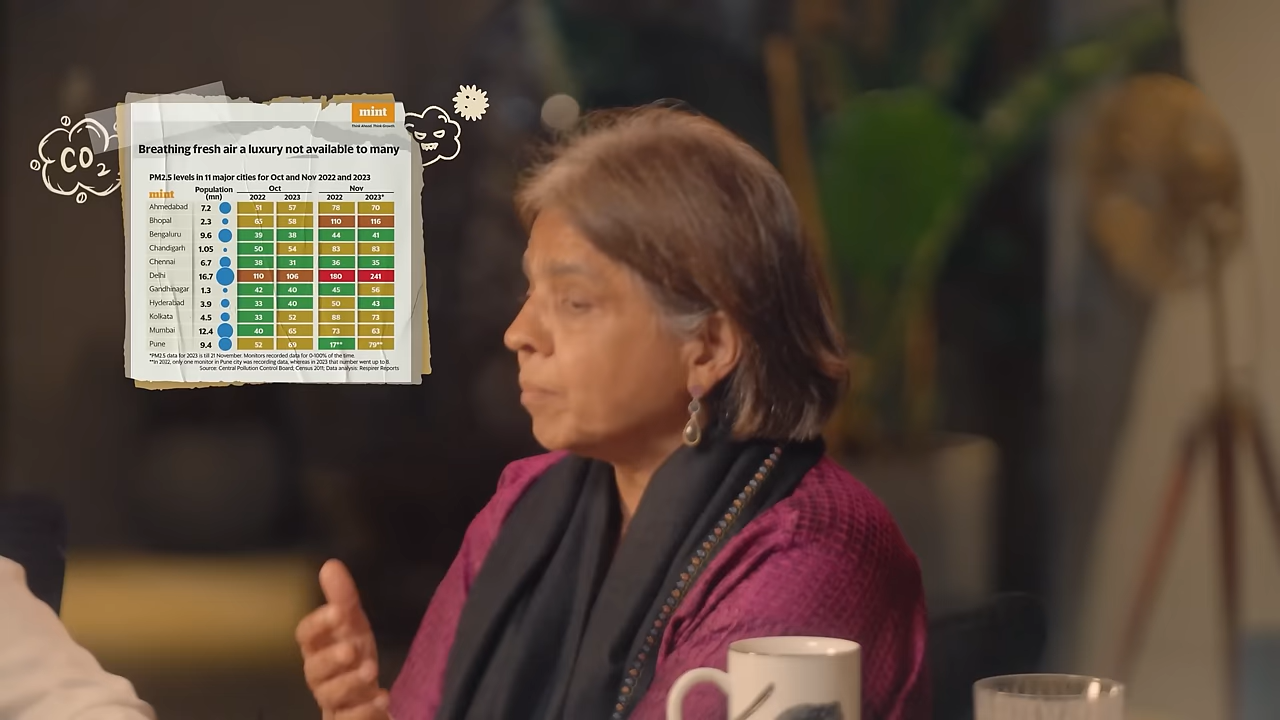 mint
Think Ahead. Think Growth.
CO2
Breathing fresh air a luxury not available to many
PM2.5 levels in 11 major cities for Oct and Nov 2022 and 2023
mint Population (mn) Oct Nov
2022 2023 2022 2023*
Ahmedabad 7.2 51 57 78 70
Bhopal 2.3 65 58 110 116
Bengaluru 9.6 39 38 44 41
Chandigarh 1.05 50 54 83 83
Chennai 6.7 38 31 36 35
Delhi 16.7 110 106 180 241
Gandhinagar 1.3 42 40 45 56
Hyderabad 3.9 33 40 50 43
Kolkata 4.5 33 52 88 73
Mumbai 12.4 40 65 73 63
Pune 9.4 52 69 17** 79**
*PM2.5 data for 2023 is till 21 November. Monitors recorded data for 0-100% of the time
**In 2022, only one monitor in Pune city was recording data, whereas in 2023 that number went up to 8.
Source: Central Pollution Control Board; Census 2011; Data analysis: Respirer Reports